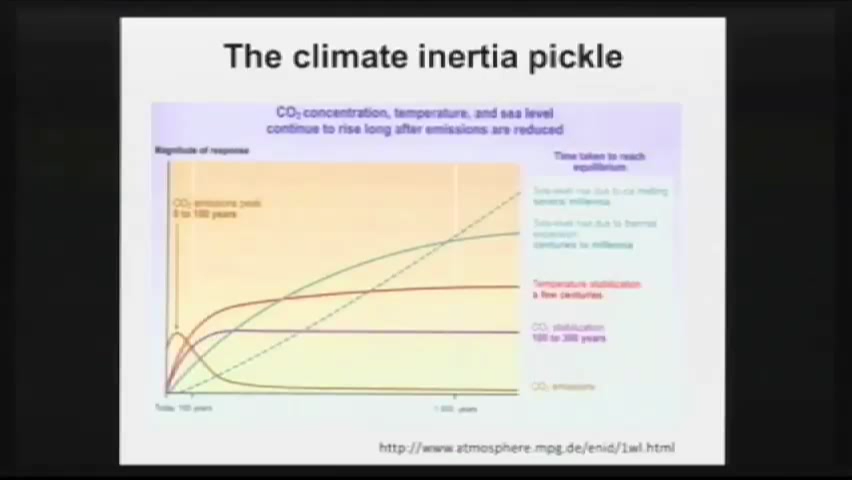 The climate inertia pickle
CO2 concentration, temperature, and sea level
continue to rise long after emissions are reduced
Magnitude of response
Time taken to reach
equilibrium
CO2 emissions peak
0 to 100 years
Sea-level rise due to ice melting
several millennia
Sea-level rise due to thermal
expansion
centuries to millennia
Temperature stabilization
a few centuries
CO2 stabilization
100 to 300 years
CO2 emissions
Today 100 years
1 000 years
http://www.atmosphere.mpg.de/enid/1wl.html